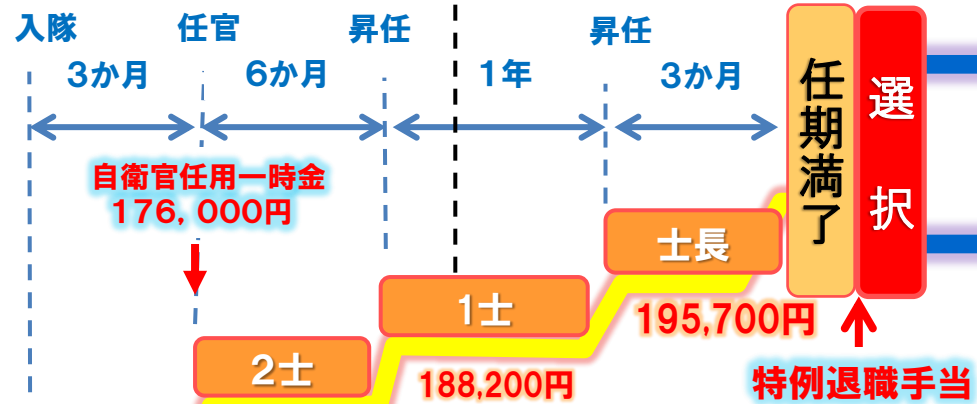 入隊 任官 昇任 昇任
3か月 6か月 1年 3か月
自衛官任用一時金
176,000円
任期満了
選択
士長
1士
195,700円
2士
188,200円
特例退職手当